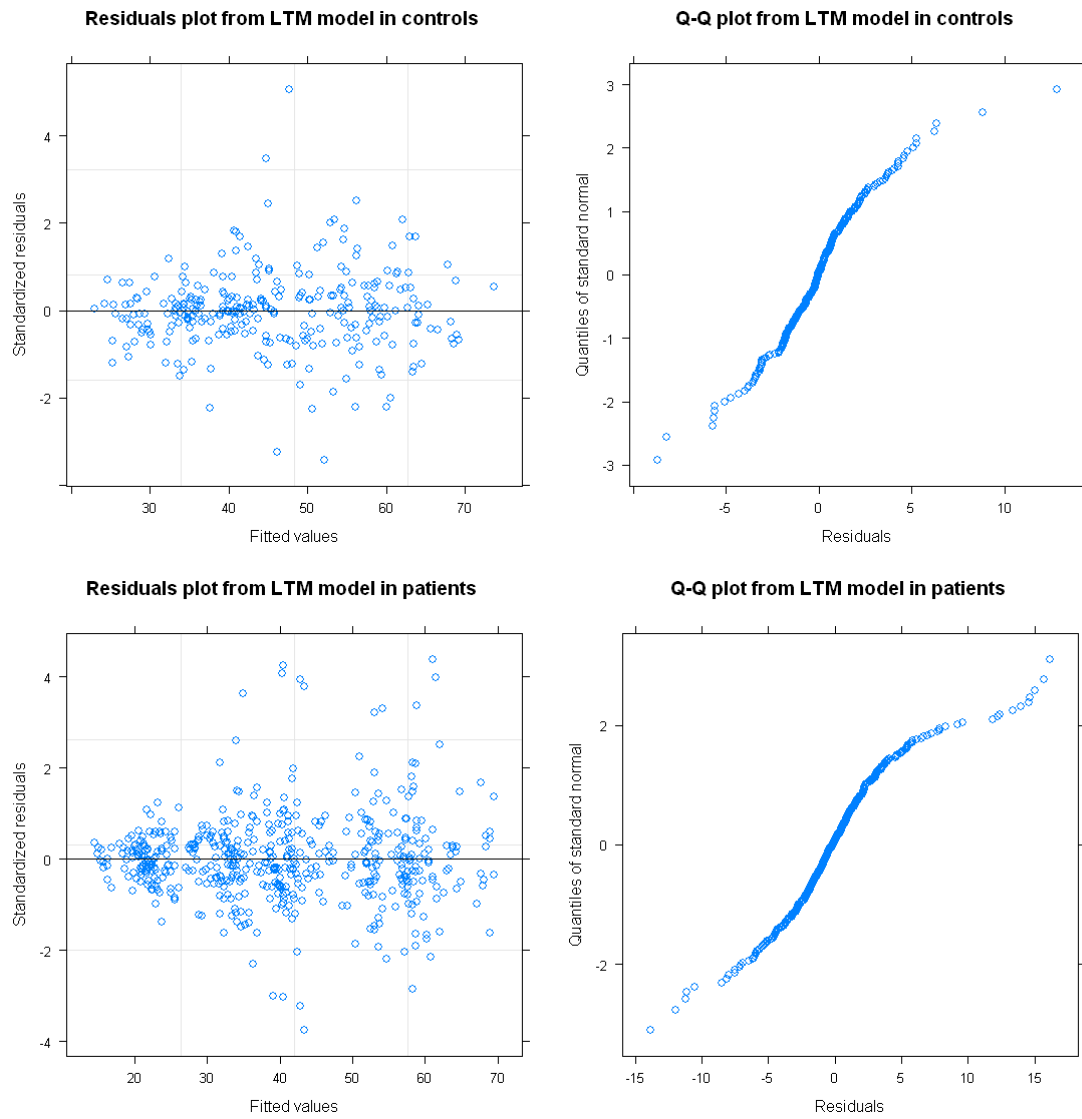 Residuals plot from LTM model in controls
Standardized residuals
4
2
0
-2
30 40 50 60 70
Fitted values
Q-Q plot from LTM model in controls
Quantiles of standard normal
3
2
1
0
-1
-2
-3
-5 0 5 10
Residuals
Residuals plot from LTM model in patients
Standardized residuals
4
2
0
-2
-4
20 30 40 50 60 70
Fitted values
Q-Q plot from LTM model in patients
Quantiles of standard normal
2
0
-2
-15 -10 -5 0 5 10 15
Residuals